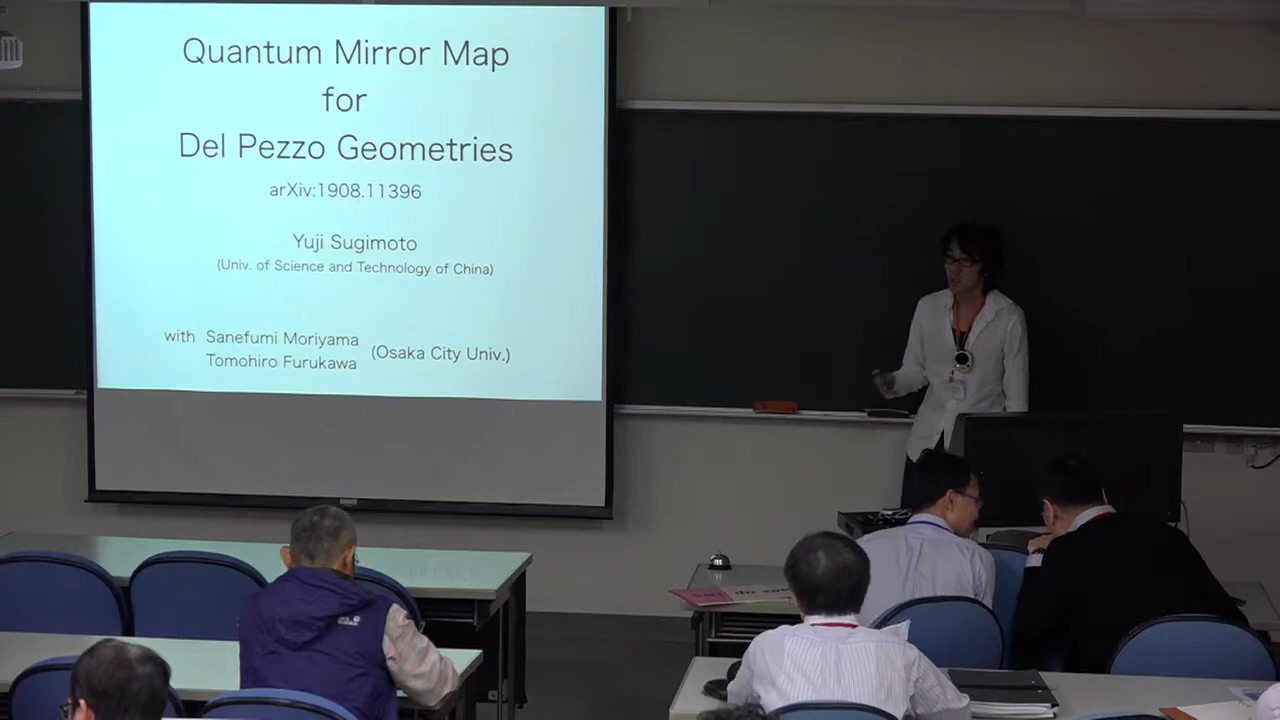 Quantum Mirror Map
for
Del Pezzo Geometries
arXiv:1908.11396
Yuji Sugimoto
(Univ. of Science and Technology of China)
with Sanefumi Moriyama
Tomohiro Furukawa
(Osaka City Univ.)